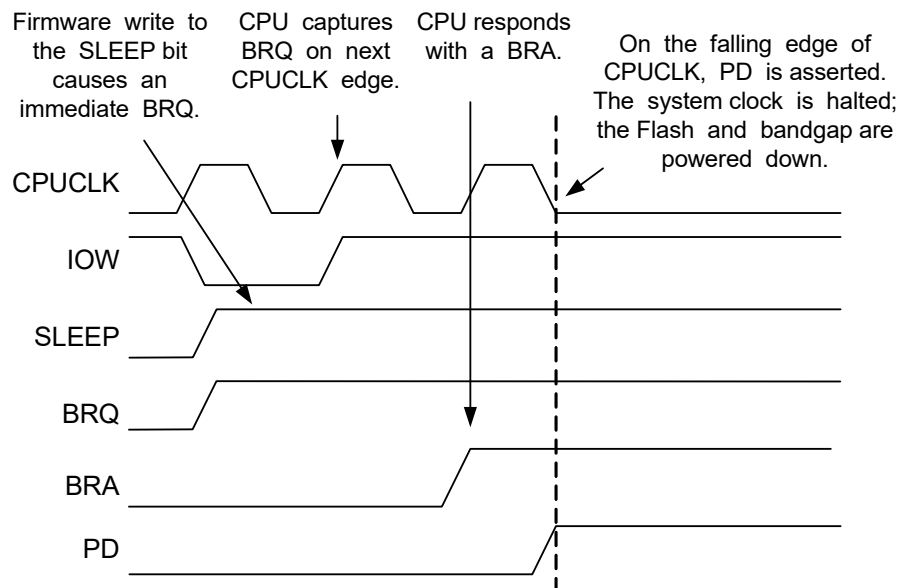 Firmware write to
the SLEEP bit
causes an
immediate BRQ.
CPU captures
BRQ on next
CPUCLK edge.
CPU responds
with a BRA.
On the falling edge of
CPUCLK, PD is asserted.
The system clock is halted;
the Flash and bandgap are
powered down.
CPUCLK
IOW
SLEEP
BRQ
BRA
PD